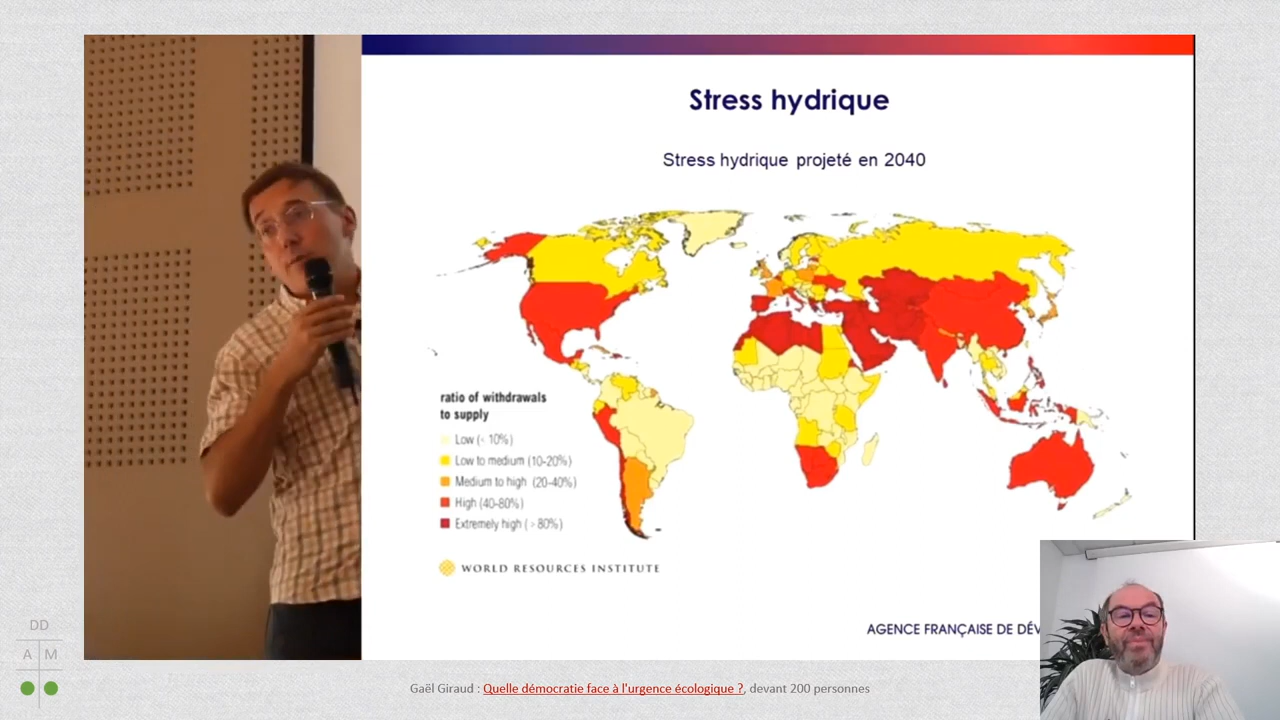 Stress hydrique
Stress hydrique projeté en 2040
ratio of withdrawals
to supply
Low (< 10%)
Low to medium (10-20%)
Medium to high (20-40%)
High (40-80%)
Extremely high (> 80%)
WORLD RESOURCES INSTITUTE
AGENCE FRANÇAISE DE DÉV
DD
A M
Gaël Giraud : Quelle démocratie face à l'urgence écologique ?, devant 200 personnes